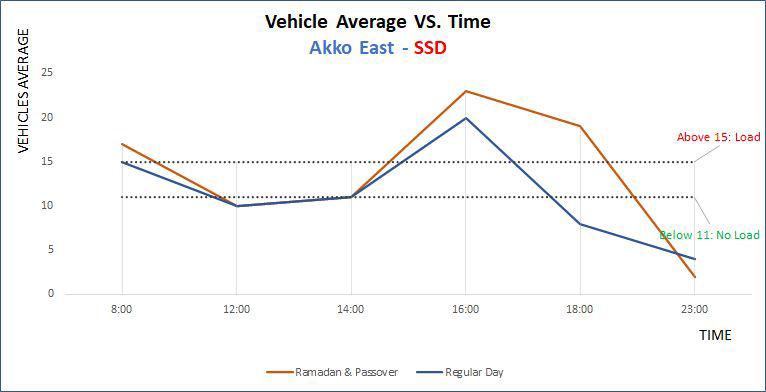 Vehicle Average VS. Time
Akko East - SSD
VEHICLES AVERAGE
25
20
15
10
5
0
Above 15: Load
Below 11: No Load
8:00
12:00
14:00
16:00
18:00
23:00
TIME
Ramadan & Passover
Regular Day